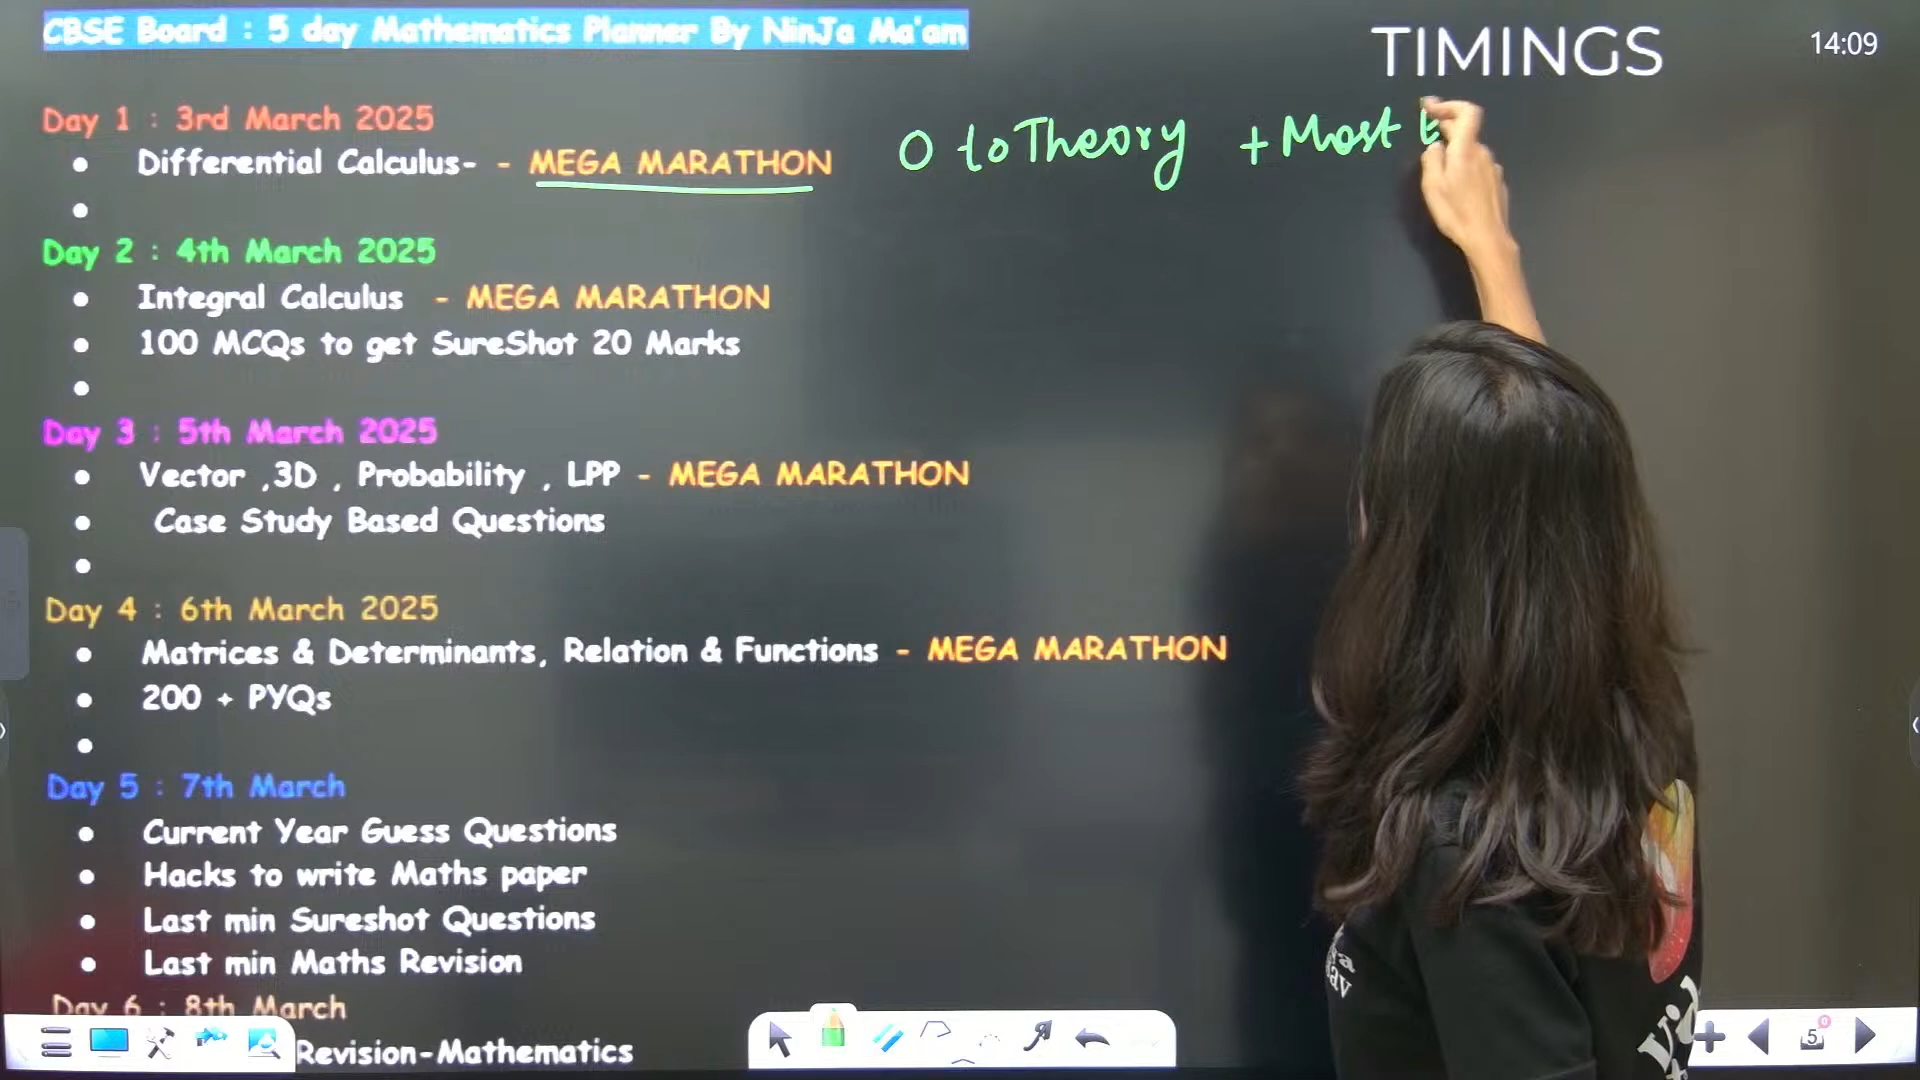 CBSE Board : 5 day Mathematics Planner By NinJa Ma'am
TIMINGS
14:09
Day 1 : 3rd March 2025
Differential Calculus- - MEGA MARATHON
0 to Theory + Most
Day 2 : 4th March 2025
Integral Calculus - MEGA MARATHON
100 MCQs to get SureShot 20 Marks
Day 3 : 5th March 2025
Vector ,3D , Probability , LPP - MEGA MARATHON
Case Study Based Questions
Day 4 : 6th March 2025
Matrices & Determinants, Relation & Functions - MEGA MARATHON
200 + PYQs
Day 5 : 7th March
Current Year Guess Questions
Hacks to write Maths paper
Last min Sureshot Questions
Last min Maths Revision
Day 6 : 8th March
Revision-Mathematics
5
0